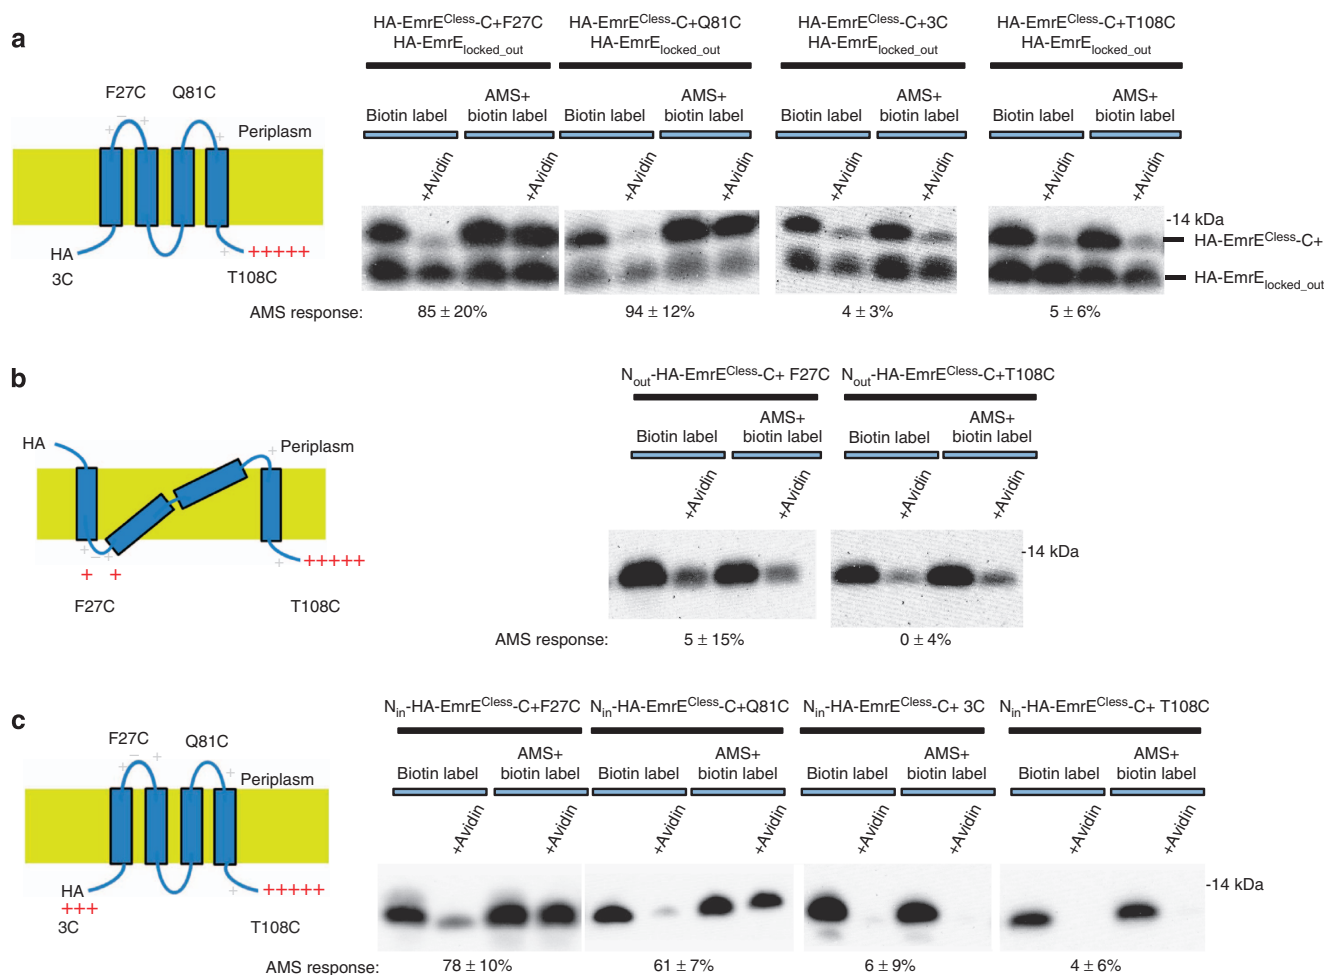 a
HA-EmrE^Cless-C+F27C
HA-EmrE_locked_out
HA-EmrE^Cless-C+Q81C
HA-EmrE_locked_out
HA-EmrE^Cless-C+3C
HA-EmrE_locked_out
HA-EmrE^Cless-C+T108C
HA-EmrE_locked_out
Biotin label
AMS+
biotin label
Biotin label
AMS+
biotin label
Biotin label
AMS+
biotin label
Biotin label
AMS+
biotin label
+Avidin
+Avidin
+Avidin
+Avidin
+Avidin
+Avidin
+Avidin
+Avidin
F27C
Q81C
Periplasm
+ − +
+
HA
3C
+
+++++
T108C
-14 kDa
HA-EmrE^Cless-C+
HA-EmrE_locked_out
AMS response:
85 ± 20%
94 ± 12%
4 ± 3%
5 ± 6%
b
N_out-HA-EmrE^Cless-C+ F27C
N_out-HA-EmrE^Cless-C+T108C
Biotin label
AMS+
biotin label
Biotin label
AMS+
biotin label
+Avidin
+Avidin
+Avidin
+Avidin
HA
+
Periplasm
+ − +
+ +
F27C
+
+++++
T108C
-14 kDa
AMS response:
5 ± 15%
0 ± 4%
c
N_in-HA-EmrE^Cless-C+F27C
N_in-HA-EmrE^Cless-C+Q81C
N_in-HA-EmrE^Cless-C+ 3C
N_in-HA-EmrE^Cless-C+ T108C
Biotin label
AMS+
biotin label
Biotin label
AMS+
biotin label
Biotin label
AMS+
biotin label
Biotin label
AMS+
biotin label
+Avidin
+Avidin
+Avidin
+Avidin
+Avidin
+Avidin
+Avidin
+Avidin
F27C
Q81C
Periplasm
+ − +
+
HA
+++
3C
+
+++++
T108C
-14 kDa
AMS response:
78 ± 10%
61 ± 7%
6 ± 9%
4 ± 6%